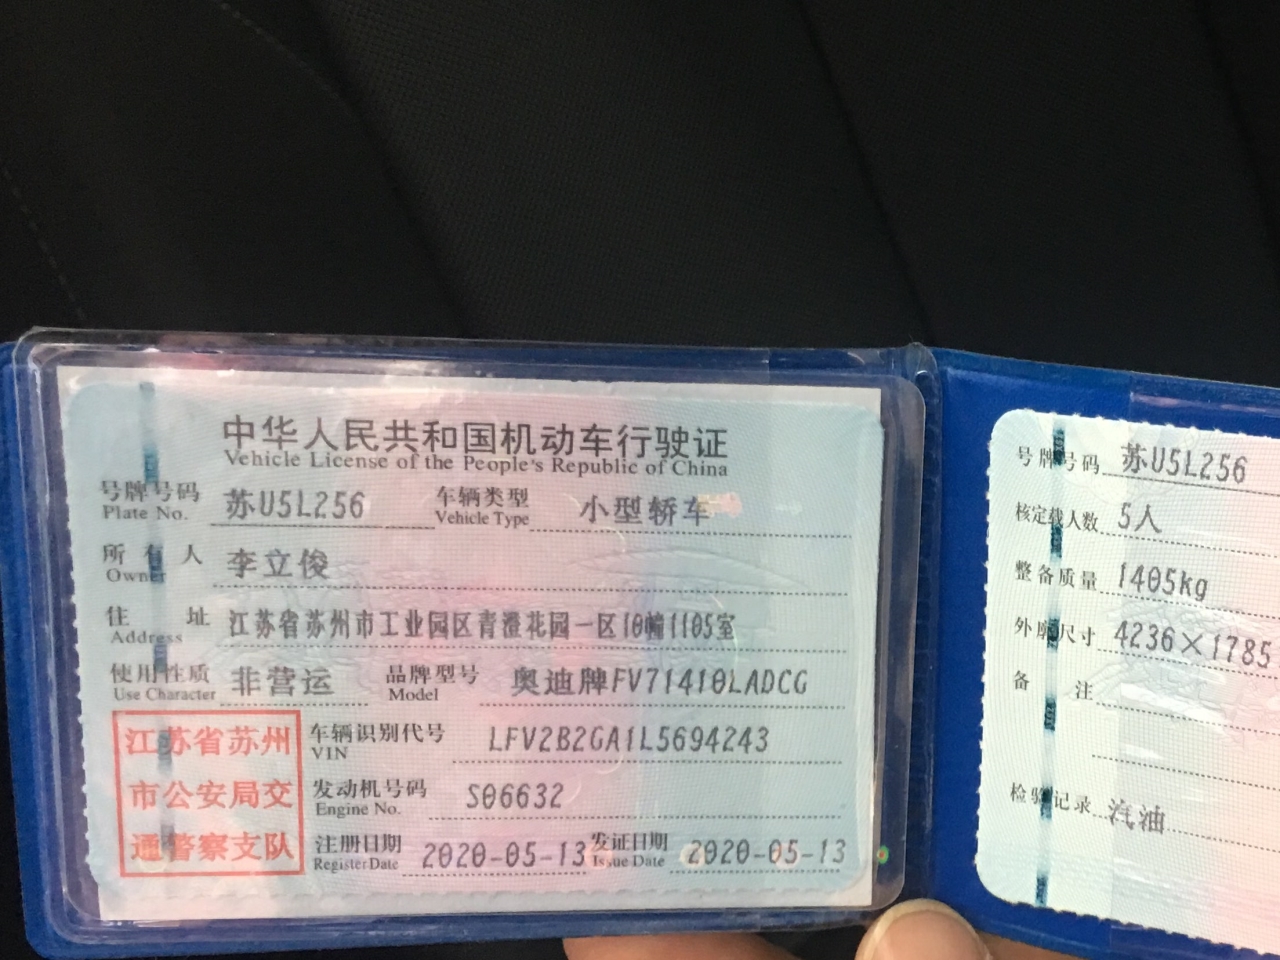 中华人民共和国机动车行驶证
Vehicle License of the People's Republic of China
号牌号码 苏U5L256 车辆类型 小型轿车
Plate No. Vehicle Type
所有人 李立俊
Owner
住址 江苏省苏州市工业园区青澄花园一区10幢1105室
Address
使用性质 非营运 品牌型号 奥迪牌FV71410LADCG
Use Character Model
江苏省苏州
市公安局交
通警察支队
车辆识别代号 LFV2B2GA1L5694243
VIN
发动机号码 S06632
Engine No.
注册日期 2020-05-13 发证日期 2020-05-13
Register Date Issue Date
号牌号码 苏U5L256
核定载人数 5人
整备质量 1405kg
外廓尺寸 4236×1785
备注
检验记录 汽油